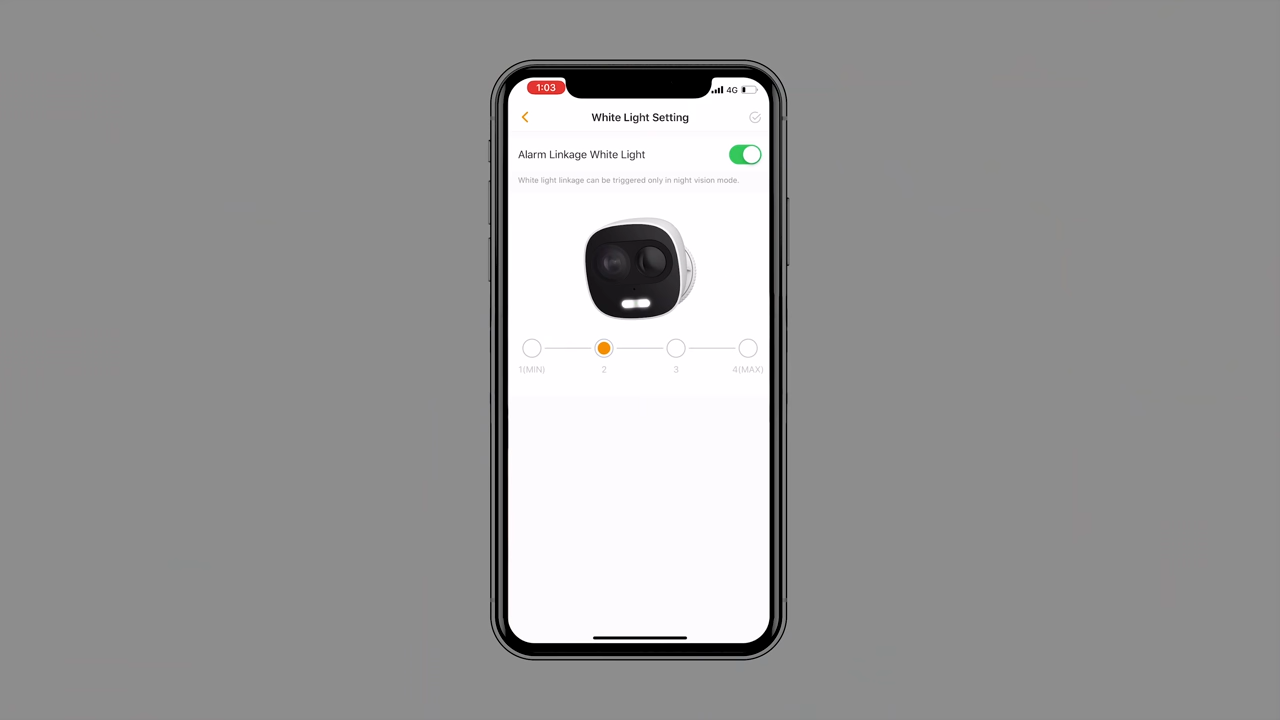 1:03 4G
White Light Setting
Alarm Linkage White Light
White light linkage can be triggered only in night vision mode.
1(MIN) 2 3 4(MAX)